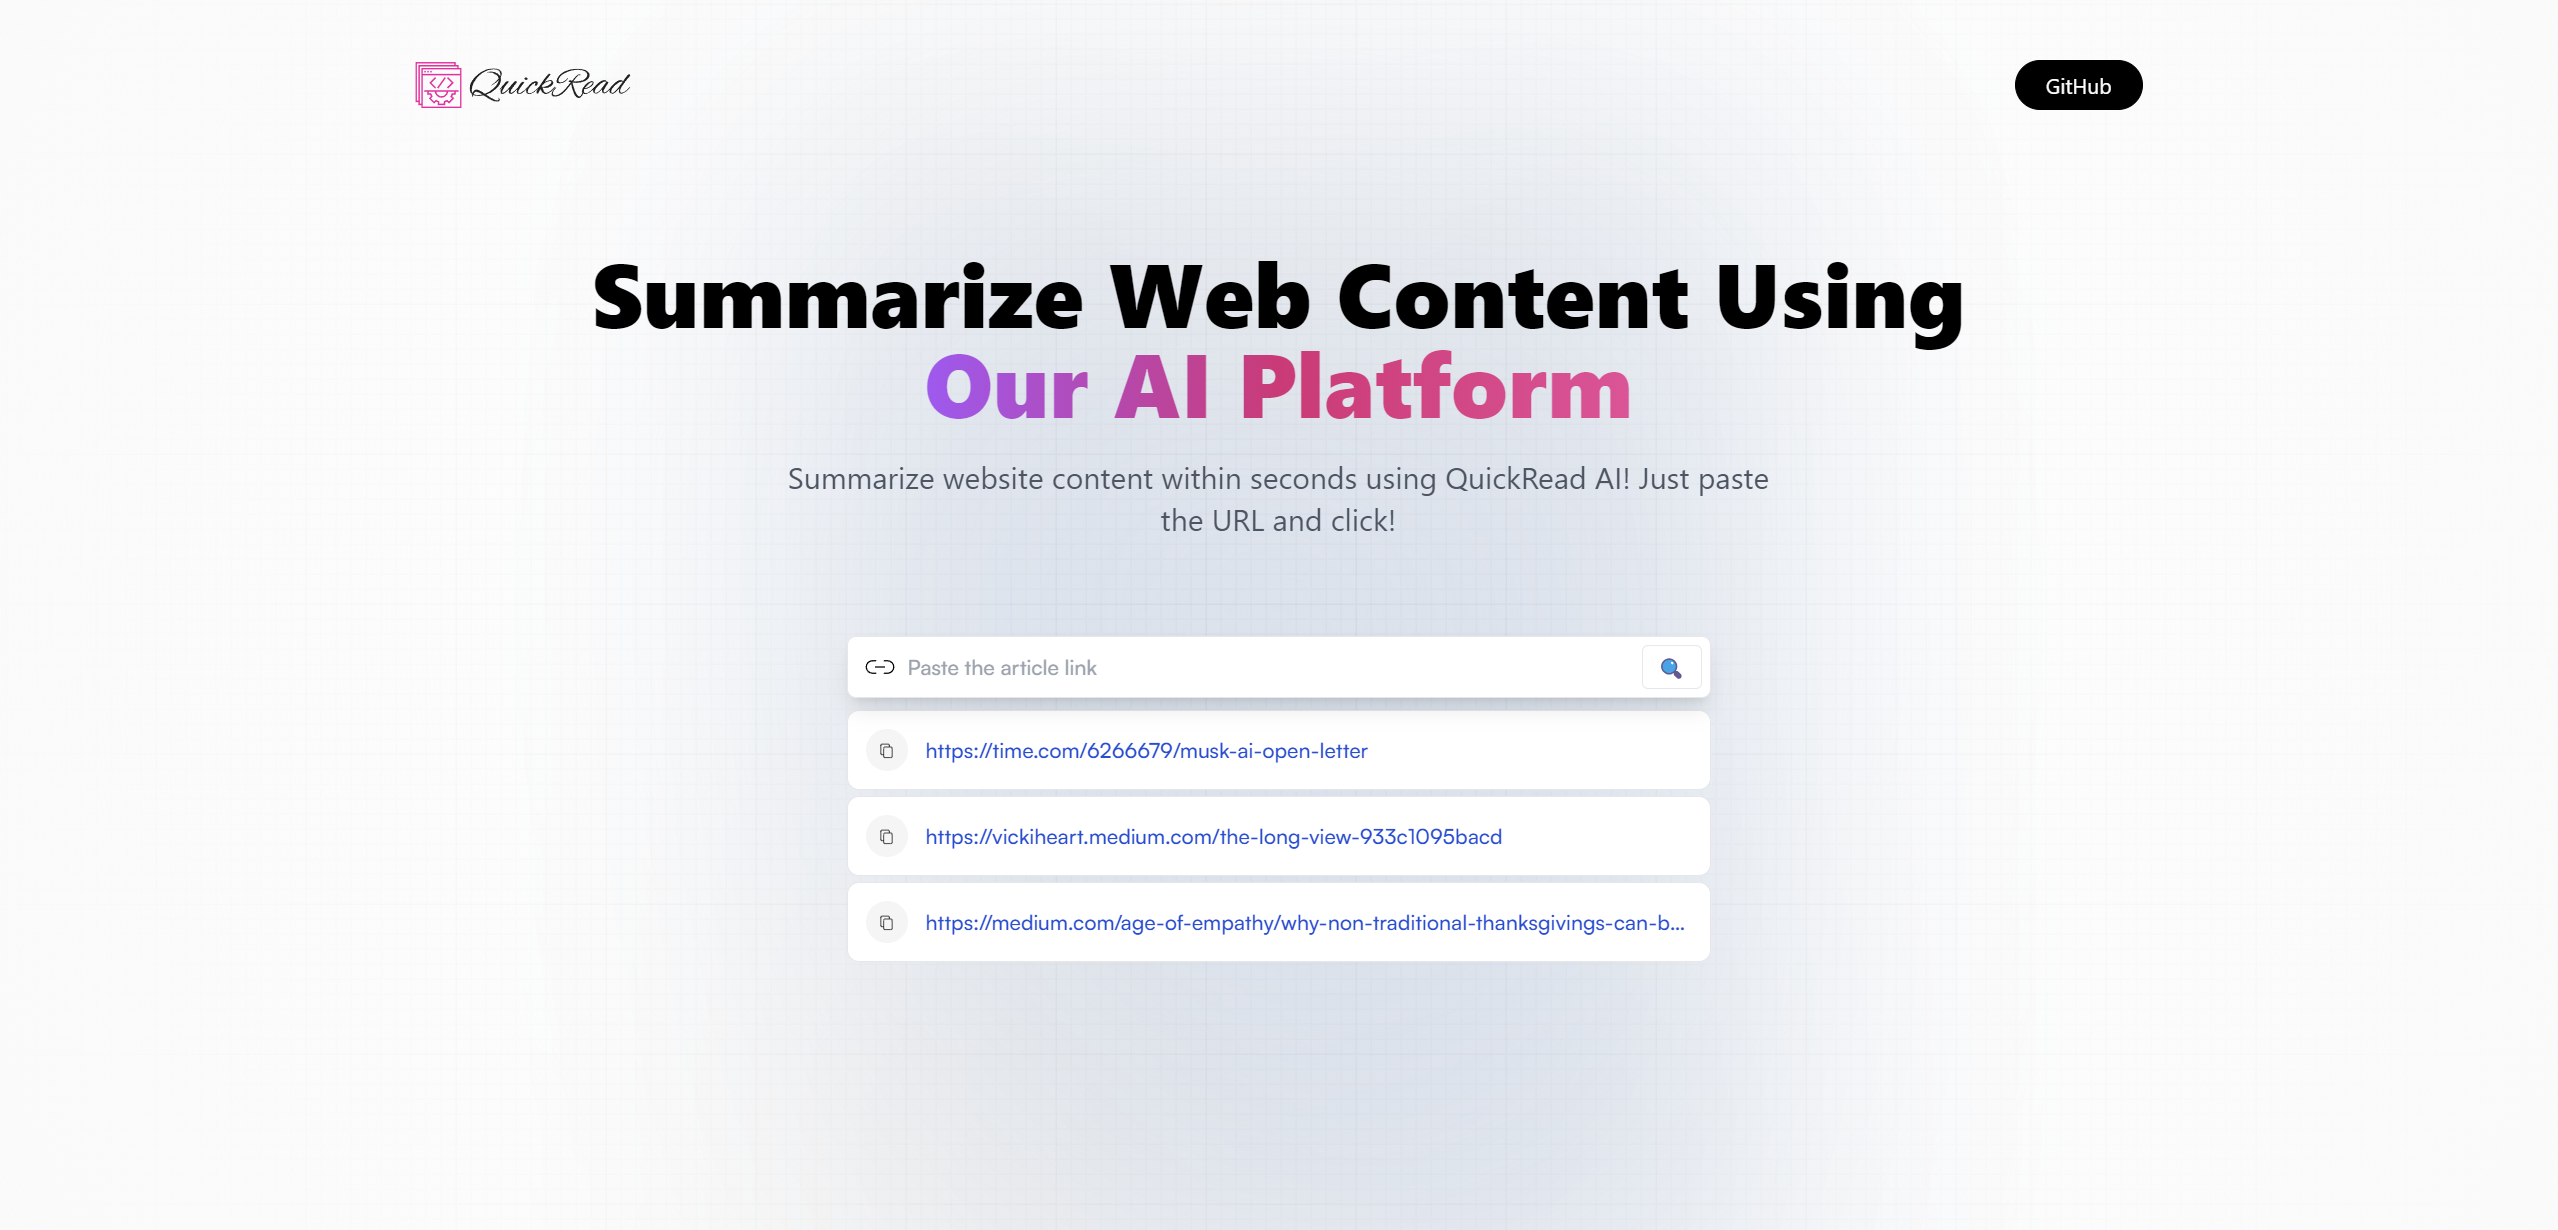 QuickRead
GitHub
Summarize Web Content Using
Our AI Platform
Summarize website content within seconds using QuickRead AI! Just paste
the URL and click!
Paste the article link
https://time.com/6266679/musk-ai-open-letter
https://vickiheart.medium.com/the-long-view-933c1095bacd
https://medium.com/age-of-empathy/why-non-traditional-thanksgivings-can-b...